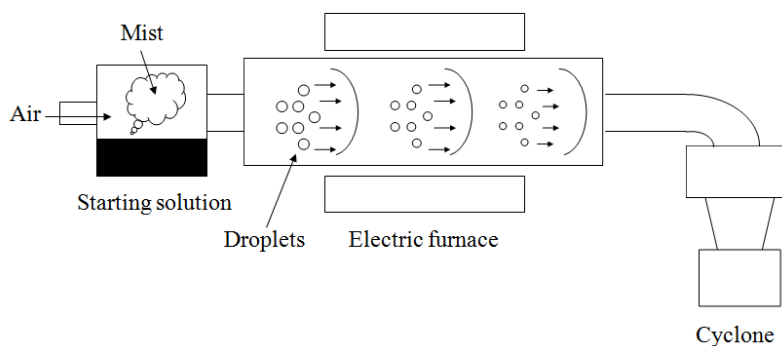 Mist
Air
Starting solution
Droplets
Electric furnace
Cyclone